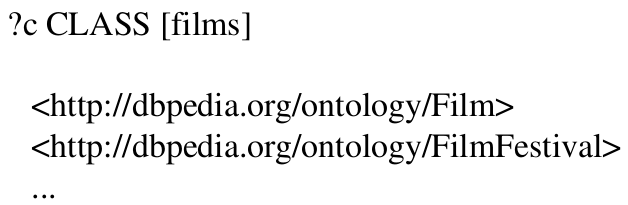 ?c CLASS [films]
<http://dbpedia.org/ontology/Film>
<http://dbpedia.org/ontology/FilmFestival>
...